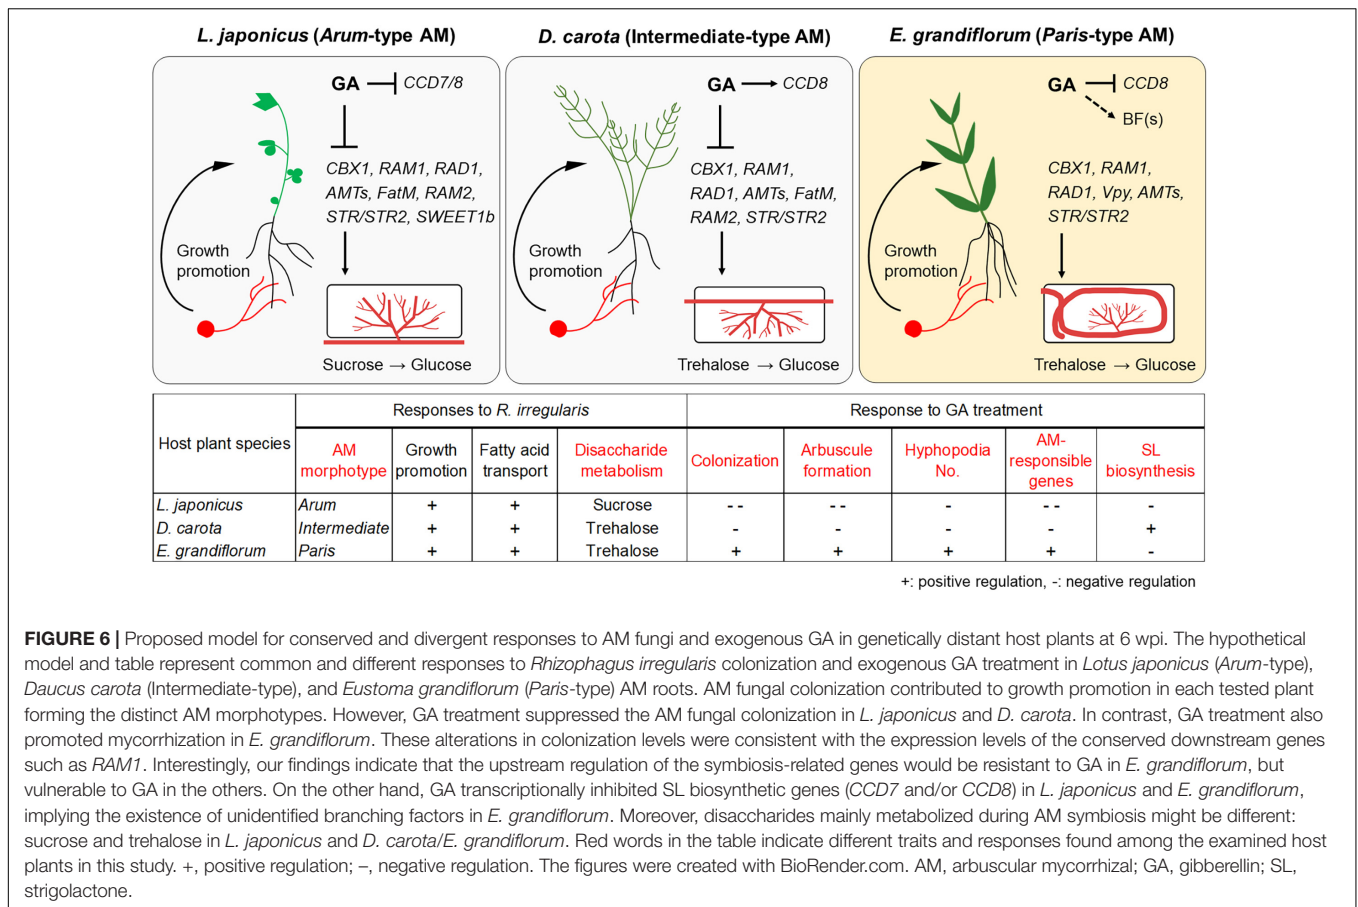 L. japonicus (Arum-type AM)
D. carota (Intermediate-type AM)
E. grandiflorum (Paris-type AM)
GA
CCD7/8
CBX1, RAM1, RAD1,
AMTs, FatM, RAM2,
STR/STR2, SWEET1b
Growth
promotion
Sucrose → Glucose
GA
CCD8
CBX1, RAM1,
RAD1, AMTs, FatM,
RAM2, STR/STR2
Growth
promotion
Trehalose → Glucose
GA
CCD8
BF(s)
CBX1, RAM1,
RAD1, Vpy, AMTs,
STR/STR2
Growth
promotion
Trehalose → Glucose
Host plant species
Responses to R. irregularis
Response to GA treatment
AM
morphotype
Growth
promotion
Fatty acid
transport
Disaccharide
metabolism
Colonization
Arbuscule
formation
Hyphopodia
No.
AM-
responsible
genes
SL
biosynthesis
L. japonicus Arum + + Sucrose -- -- - -- -
D. carota Intermediate + + Trehalose - - - - +
E. grandiflorum Paris + + Trehalose + + + + -
+: positive regulation, -: negative regulation
FIGURE 6 | Proposed model for conserved and divergent responses to AM fungi and exogenous GA in genetically distant host plants at 6 wpi. The hypothetical
model and table represent common and different responses to Rhizophagus irregularis colonization and exogenous GA treatment in Lotus japonicus (Arum-type),
Daucus carota (Intermediate-type), and Eustoma grandiflorum (Paris-type) AM roots. AM fungal colonization contributed to growth promotion in each tested plant
forming the distinct AM morphotypes. However, GA treatment suppressed the AM fungal colonization in L. japonicus and D. carota. In contrast, GA treatment also
promoted mycorrhization in E. grandiflorum. These alterations in colonization levels were consistent with the expression levels of the conserved downstream genes
such as RAM1. Interestingly, our findings indicate that the upstream regulation of the symbiosis-related genes would be resistant to GA in E. grandiflorum, but
vulnerable to GA in the others. On the other hand, GA transcriptionally inhibited SL biosynthetic genes (CCD7 and/or CCD8) in L. japonicus and E. grandiflorum,
implying the existence of unidentified branching factors in E. grandiflorum. Moreover, disaccharides mainly metabolized during AM symbiosis might be different:
sucrose and trehalose in L. japonicus and D. carota/E. grandiflorum. Red words in the table indicate different traits and responses found among the examined host
plants in this study. +, positive regulation; –, negative regulation. The figures were created with BioRender.com. AM, arbuscular mycorrhizal; GA, gibberellin; SL,
strigolactone.